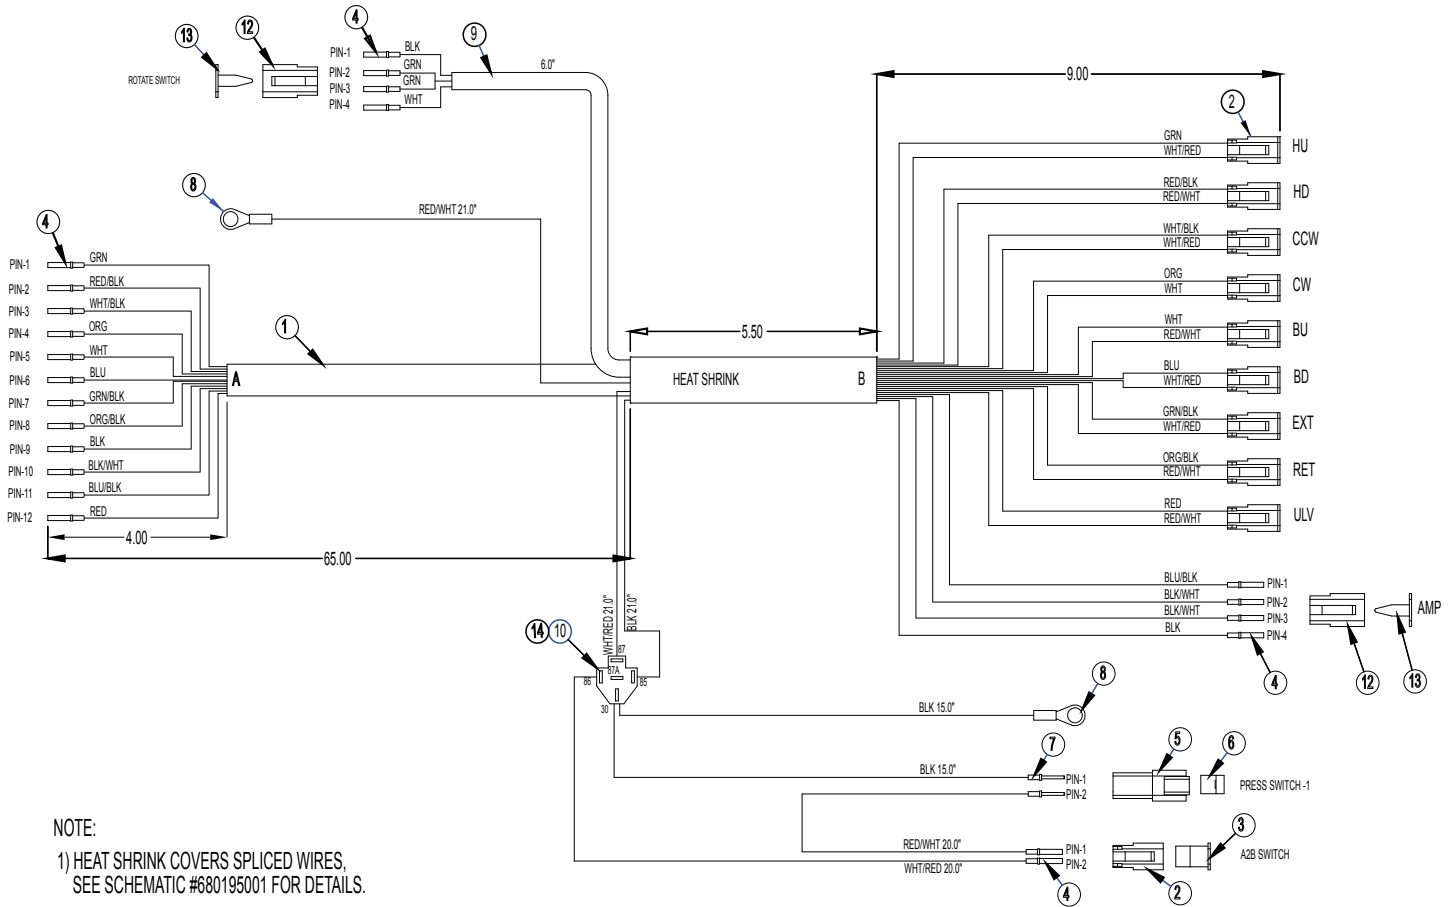 13
12
4
9
ROTATE SWITCH
PIN-1
BLK
PIN-2
GRN
PIN-3
GRN
PIN-4
WHT
6.0"
9.00
2
GRN
WHT/RED
HU
RED/BLK
RED/WHT
HD
WHT/BLK
WHT/RED
CCW
ORG
WHT
CW
WHT
RED/WHT
BU
BLU
WHT/RED
BD
GRN/BLK
WHT/RED
EXT
ORG/BLK
RED/WHT
RET
RED
RED/WHT
ULV
8
RED/WHT 21.0"
4
PIN-1
GRN
PIN-2
RED/BLK
PIN-3
WHT/BLK
PIN-4
ORG
PIN-5
WHT
PIN-6
BLU
PIN-7
GRN/BLK
PIN-8
ORG/BLK
PIN-9
BLK
PIN-10
BLK/WHT
PIN-11
BLU/BLK
PIN-12
RED
1
A
HEAT SHRINK
B
5.50
4.00
65.00
BLU/BLK
PIN-1
BLK/WHT
PIN-2
BLK/WHT
PIN-3
BLK
PIN-4
AMP
4
12
13
WHT/RED 21.0"
BLK 21.0"
14
10
87
87A
86
85
30
BLK 15.0"
8
BLK 15.0"
7
PIN-1
PIN-2
5
6
PRESS SWITCH -1
RED/WHT 20.0"
PIN-1
WHT/RED 20.0"
PIN-2
4
2
3
A2B SWITCH
NOTE:
1) HEAT SHRINK COVERS SPLICED WIRES,
SEE SCHEMATIC #680195001 FOR DETAILS.